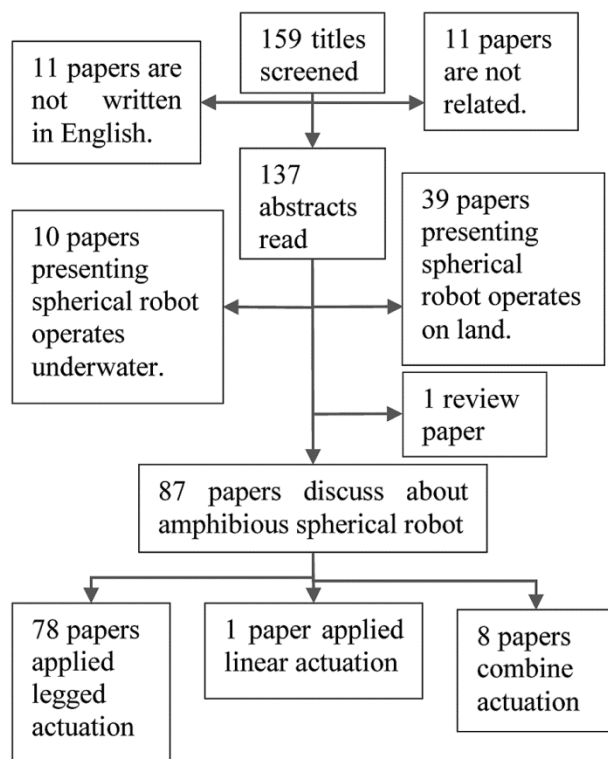 159 titles
screened
11 papers are
not written
in English.
11 papers
are not
related.
137
abstracts
read
10 papers
presenting
spherical robot
operates
underwater.
39 papers
presenting
spherical
robot operates
on land.
1 review
paper
87 papers discuss about
amphibious spherical robot
78 papers
applied
legged
actuation
1 paper applied
linear actuation
8 papers
combine
actuation